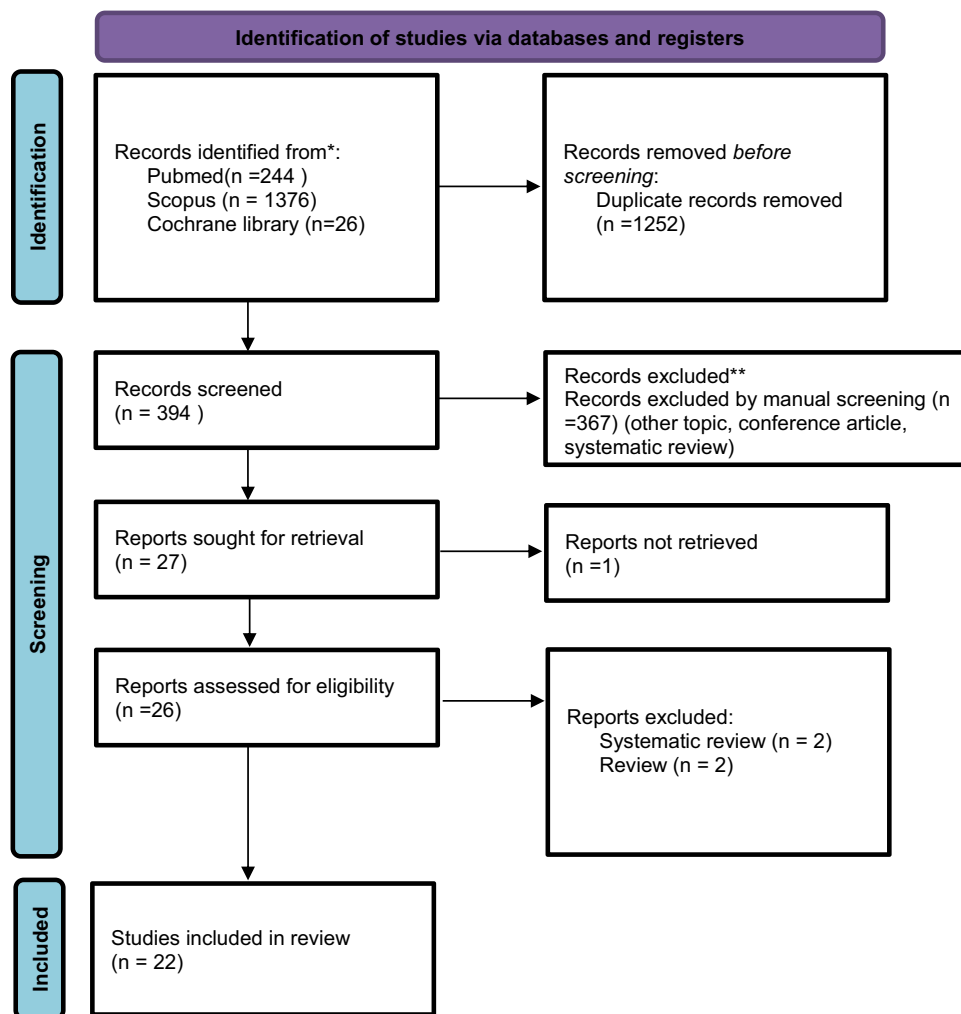 Identification of studies via databases and registers
Identification
Records identified from*:
Pubmed(n =244 )
Scopus (n = 1376)
Cochrane library (n=26)
Records removed before
screening:
Duplicate records removed
(n =1252)
Screening
Records screened
(n = 394 )
Records excluded**
Records excluded by manual screening (n
=367) (other topic, conference article,
systematic review)
Reports sought for retrieval
(n = 27)
Reports not retrieved
(n =1)
Reports assessed for eligibility
(n =26)
Reports excluded:
Systematic review (n = 2)
Review (n = 2)
Included
Studies included in review
(n = 22)